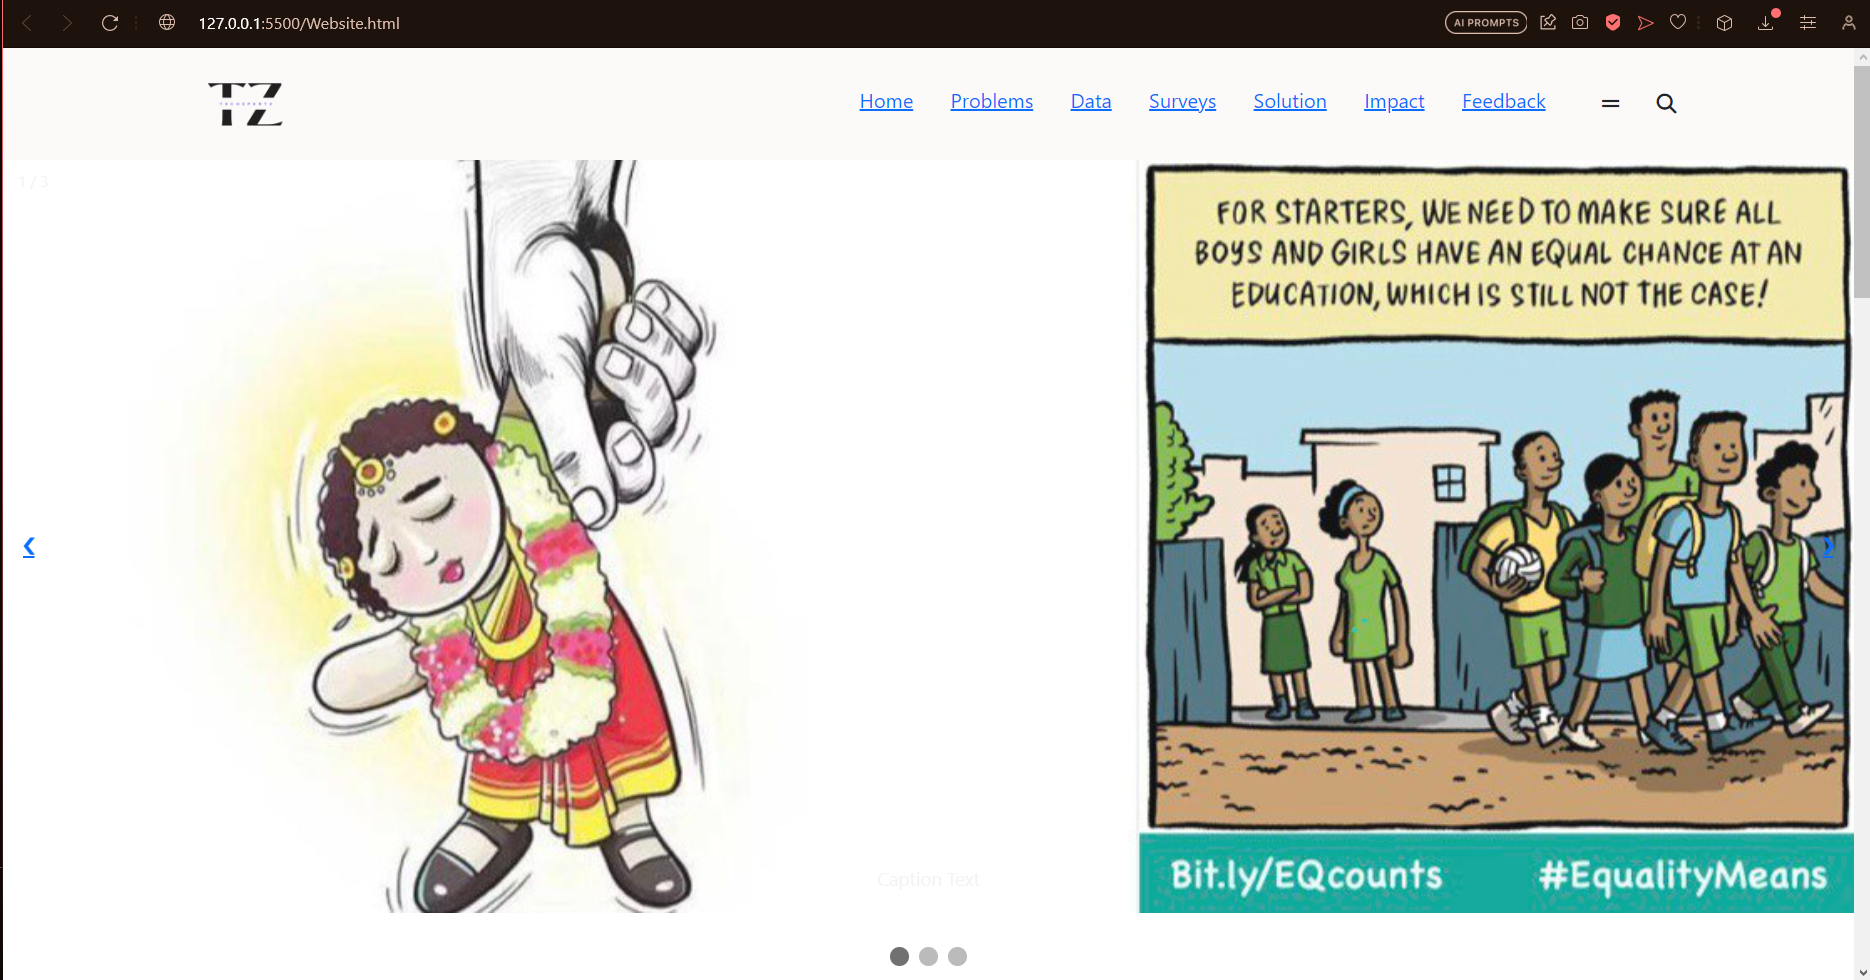 127.0.0.1:5500/Website.html
AI PROMPTS
TZ
Home Problems Data Surveys Solution Impact Feedback
1 / 3
FOR STARTERS, WE NEED TO MAKE SURE ALL
BOYS AND GIRLS HAVE AN EQUAL CHANCE AT AN
EDUCATION, WHICH IS STILL NOT THE CASE!
Caption Text
Bit.ly/EQcounts #EqualityMeans